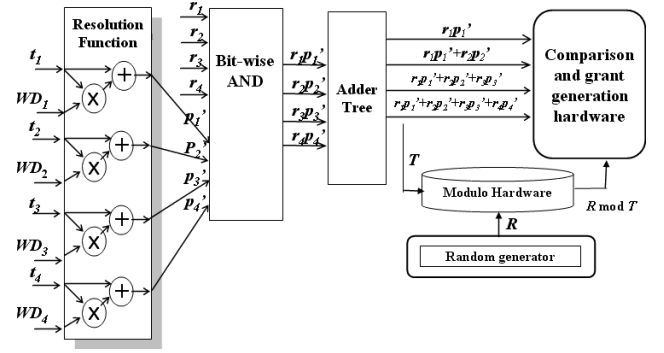 Resolution
Function
t1
WD1
X
+
t2
WD2
X
+
t3
WD3
X
+
t4
WD4
X
+
r1
r2
r3
r4
p1'
P2'
p3'
p4'
Bit-wise
AND
r1p1'
r2p2'
r3p3'
r4p4'
Adder
Tree
r1p1'
r1p1'+r2p2'
r1p1'+r2p2'+r3p3'
r1p1'+r2p2'+r3p3'+r4p4'
Comparison
and grant
generation
hardware
T
Modulo Hardware
R mod T
R
Random generator